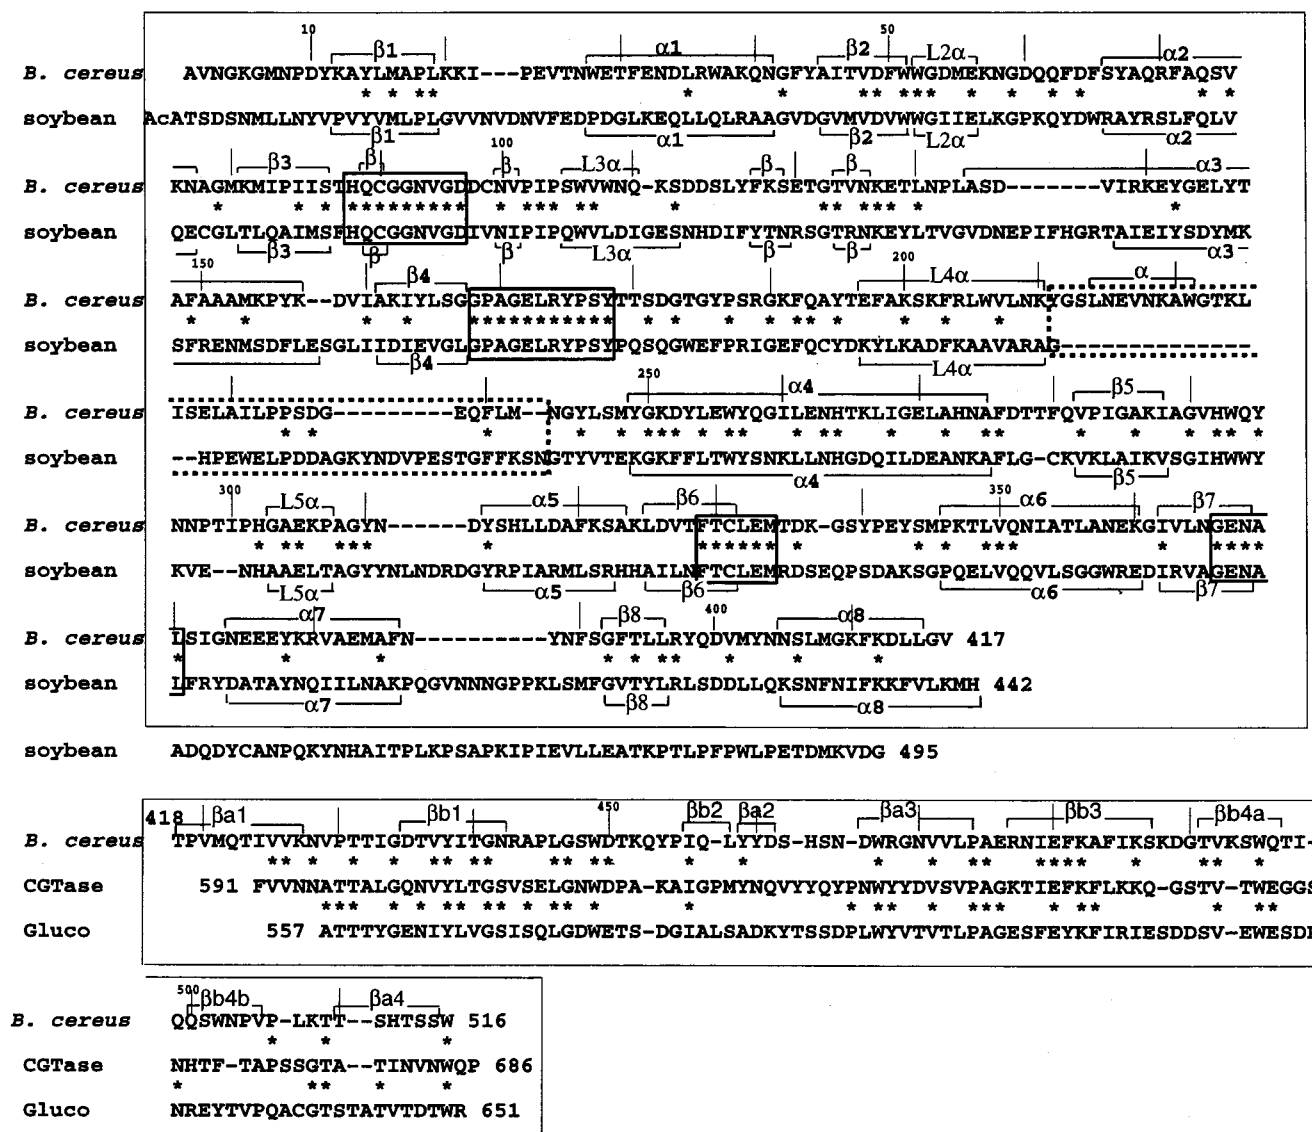 10 50
β1 α1 β2 L2α α2
B. cereus AVNGKGMNPDYKAYLMAPLKKI---PEVTNWETFENDLRWAKQNGFYAITVDFWWGDMEKNGDQQFDFSYAQRFAQSV
* * * * * * * * * * * * * * * *
soybean AcATSDSNMLLNYVPVYVMLPLGVVNVDNVFEDPDGLKEQLLQLRAAGVDGVMVDVWWGIIELKGPKQYDWRAYRSLFQLV
β1 α1 β2 L2α α2
β3 β 100 β L3α β β α3
B. cereus KNAGMKMIPIISTHQCGGNVGDDCNVPIPSWVWNQ-KSDDSLYFKSETGTVNKETLNPLASD-------VIRKEYGELYT
* * * * * * * * * * * * * * * * * * * * * * * * *
soybean QECGLTLQAIMSFHQCGGNVGDIVNIPIPQWVLDIGESNHDIFYTNRSGTRNKEYLTVGVDNEPIFHGRTAIEIYSDYMK
β3 β β L3α β β α3
150 β4 β 200 L4α α
B. cereus AFAAAMKPYK--DVIAKIYLSGGPAGELRYPSYTTSDGTGYPSRGKFQAYTEFAKSKFRLWVLNKYGSLNEVNKAWGTKL
* * * * * * * * * * * * * * * * * * * * * * * *
soybean SFRENMSDFLESGLIIDIEVGLGPAGELRYPSYPQSQGWEFPRIGEFQCYDKYLKADFKAAVARAG--------------
β4 L4α
250 α4 β5
B. cereus ISELAILPPSDG---------EQFLM--NGYLSMYGKDYLEWYQGILENHTKLIGELAHNAFDTTFQVPIGAKIAGVHWQY
* * * * * * * * * * * * * * * * * * * *
soybean --HPEWELPDDAGKYNDVPESTGFFKSNGTYVTEKGKFFLTWYSNKLLNHGDQILDEANKAFLG-CKVKLAIKVSGIHWWY
α4 β5
300 L5α α5 β6 350 α6 β7
B. cereus NNPTIPHGAEKPAGYN------DYSHLLDAFKSAKLDVTFTCLEMTDK-GSYPEYSMPKTLVQNIATLANEKGIVLNGENA
* * * * * * * * * * * * * * * * * * * * * * *
soybean KVE--NHAAELTAGYYNLNDRDGYRPIARMLSRHHAILNFTCLEMRDSEQPSDAKSGPQELVQQVLSGGWREDIRVAGENA
L5α α5 β6 α6 β7
α7 β8 400 α8
B. cereus LSIGNEEEYKRVAEMAFN----------YNFSGFTLLRYQDVMYNNSLMGKFKDLLGV 417
* * * * * * * * * *
soybean LFRYDATAYNQIILNAKPQGVNNNGPPKLSMFGVTYLRLSDDLLQKSNFNIFKKFVLKMH 442
α7 β8 α8
soybean ADQDYCANPQKYNHAITPLKPSAPKIPIEVLLEATKPTLPFPWLPETDMKVDG 495
418 βa1 βb1 450 βb2 βa2 βa3 βb3 βb4a
B. cereus TPVMQTIVVKNVPTTIGDTVYITGNRAPLGSWDTKQYPIQ-LYYDS-HSN-DWRGNVVLPAERNIEFKAFIKSKDGTVKSWQTI-
* * * * * * * * * * * * * * * * * * * * * * * * * * * * *
CGTase 591 FVVNNATTALGQNVYLTGSVSELGNWDPA-KAIGPMYNQVYYQYPNWYYDVSVPAGKTIEFKFLKKQ-GSTV-TWEGGS
* * * * * * * * * * * * * * * * * * * * * * * * * * *
Gluco 557 ATTTYGENIYLVGSISQLGDWETS-DGIALSADKYTSSDPLWYVTVTLPAGESFEYKFIRIESDDSV-EWESD
500 βb4b βa4
B. cereus QQSWNPVP-LKTT--SHTSSW 516
* * *
CGTase NHTF-TAPSSGTA--TINVNWQP 686
* * * * *
Gluco NREYTVPQACGTSTATVTDTWR 651